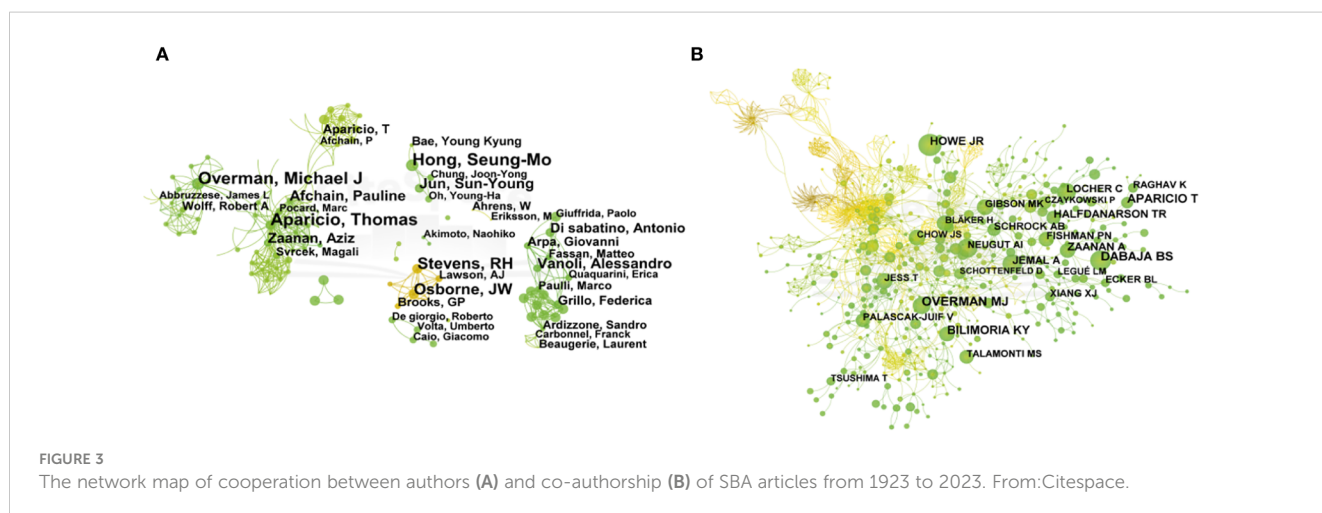 A
B
Aparicio, T
Afchain, P
Bae, Young Kyung
Hong, Seung-Mo
Chung, Joon-Yong
Jun, Sun-Young
Oh, Young-Ha
Overman, Michael J
Abbruzzese, James L
Afchain, Pauline
Wolff, Robert A
Pocard, Marc
Aparicio, Thomas
Zaanan, Aziz
Svrcek, Magali
Ahrens, W
Eriksson, M
Giuffrida, Paolo
Di sabatino, Antonio
Akimoto, Naohiko
Arpa, Giovanni
Fassan, Matteo
Stevens, RH
Vanoli, Alessandro
Lawson, AJ
Quaquarini, Erica
Osborne, JW
Paulli, Marco
Brooks, GP
Grillo, Federica
De giorgio, Roberto
Volta, Umberto
Ardizzone, Sandro
Caio, Giacomo
Carbonnel, Franck
Beaugerie, Laurent
HOWE JR
LOCHER C
RAGHAV K
CZAYKOWSKI P
APARICIO T
GIBSON MK
HALFDANARSON TR
BLÄKER H
SCHROCK AB
CHOW JS
FISHMAN PN
NEUGUT AI
ZAANAN A
JEMAL A
DABAJA BS
SCHOTTENFELD D
LEGUÉ LM
JESS T
ECKER BL
XIANG XJ
OVERMAN MJ
PALASCAK-JUIF V
BILIMORIA KY
TALAMONTI MS
TSUSHIMA T
FIGURE 3
The network map of cooperation between authors (A) and co-authorship (B) of SBA articles from 1923 to 2023. From:Citespace.